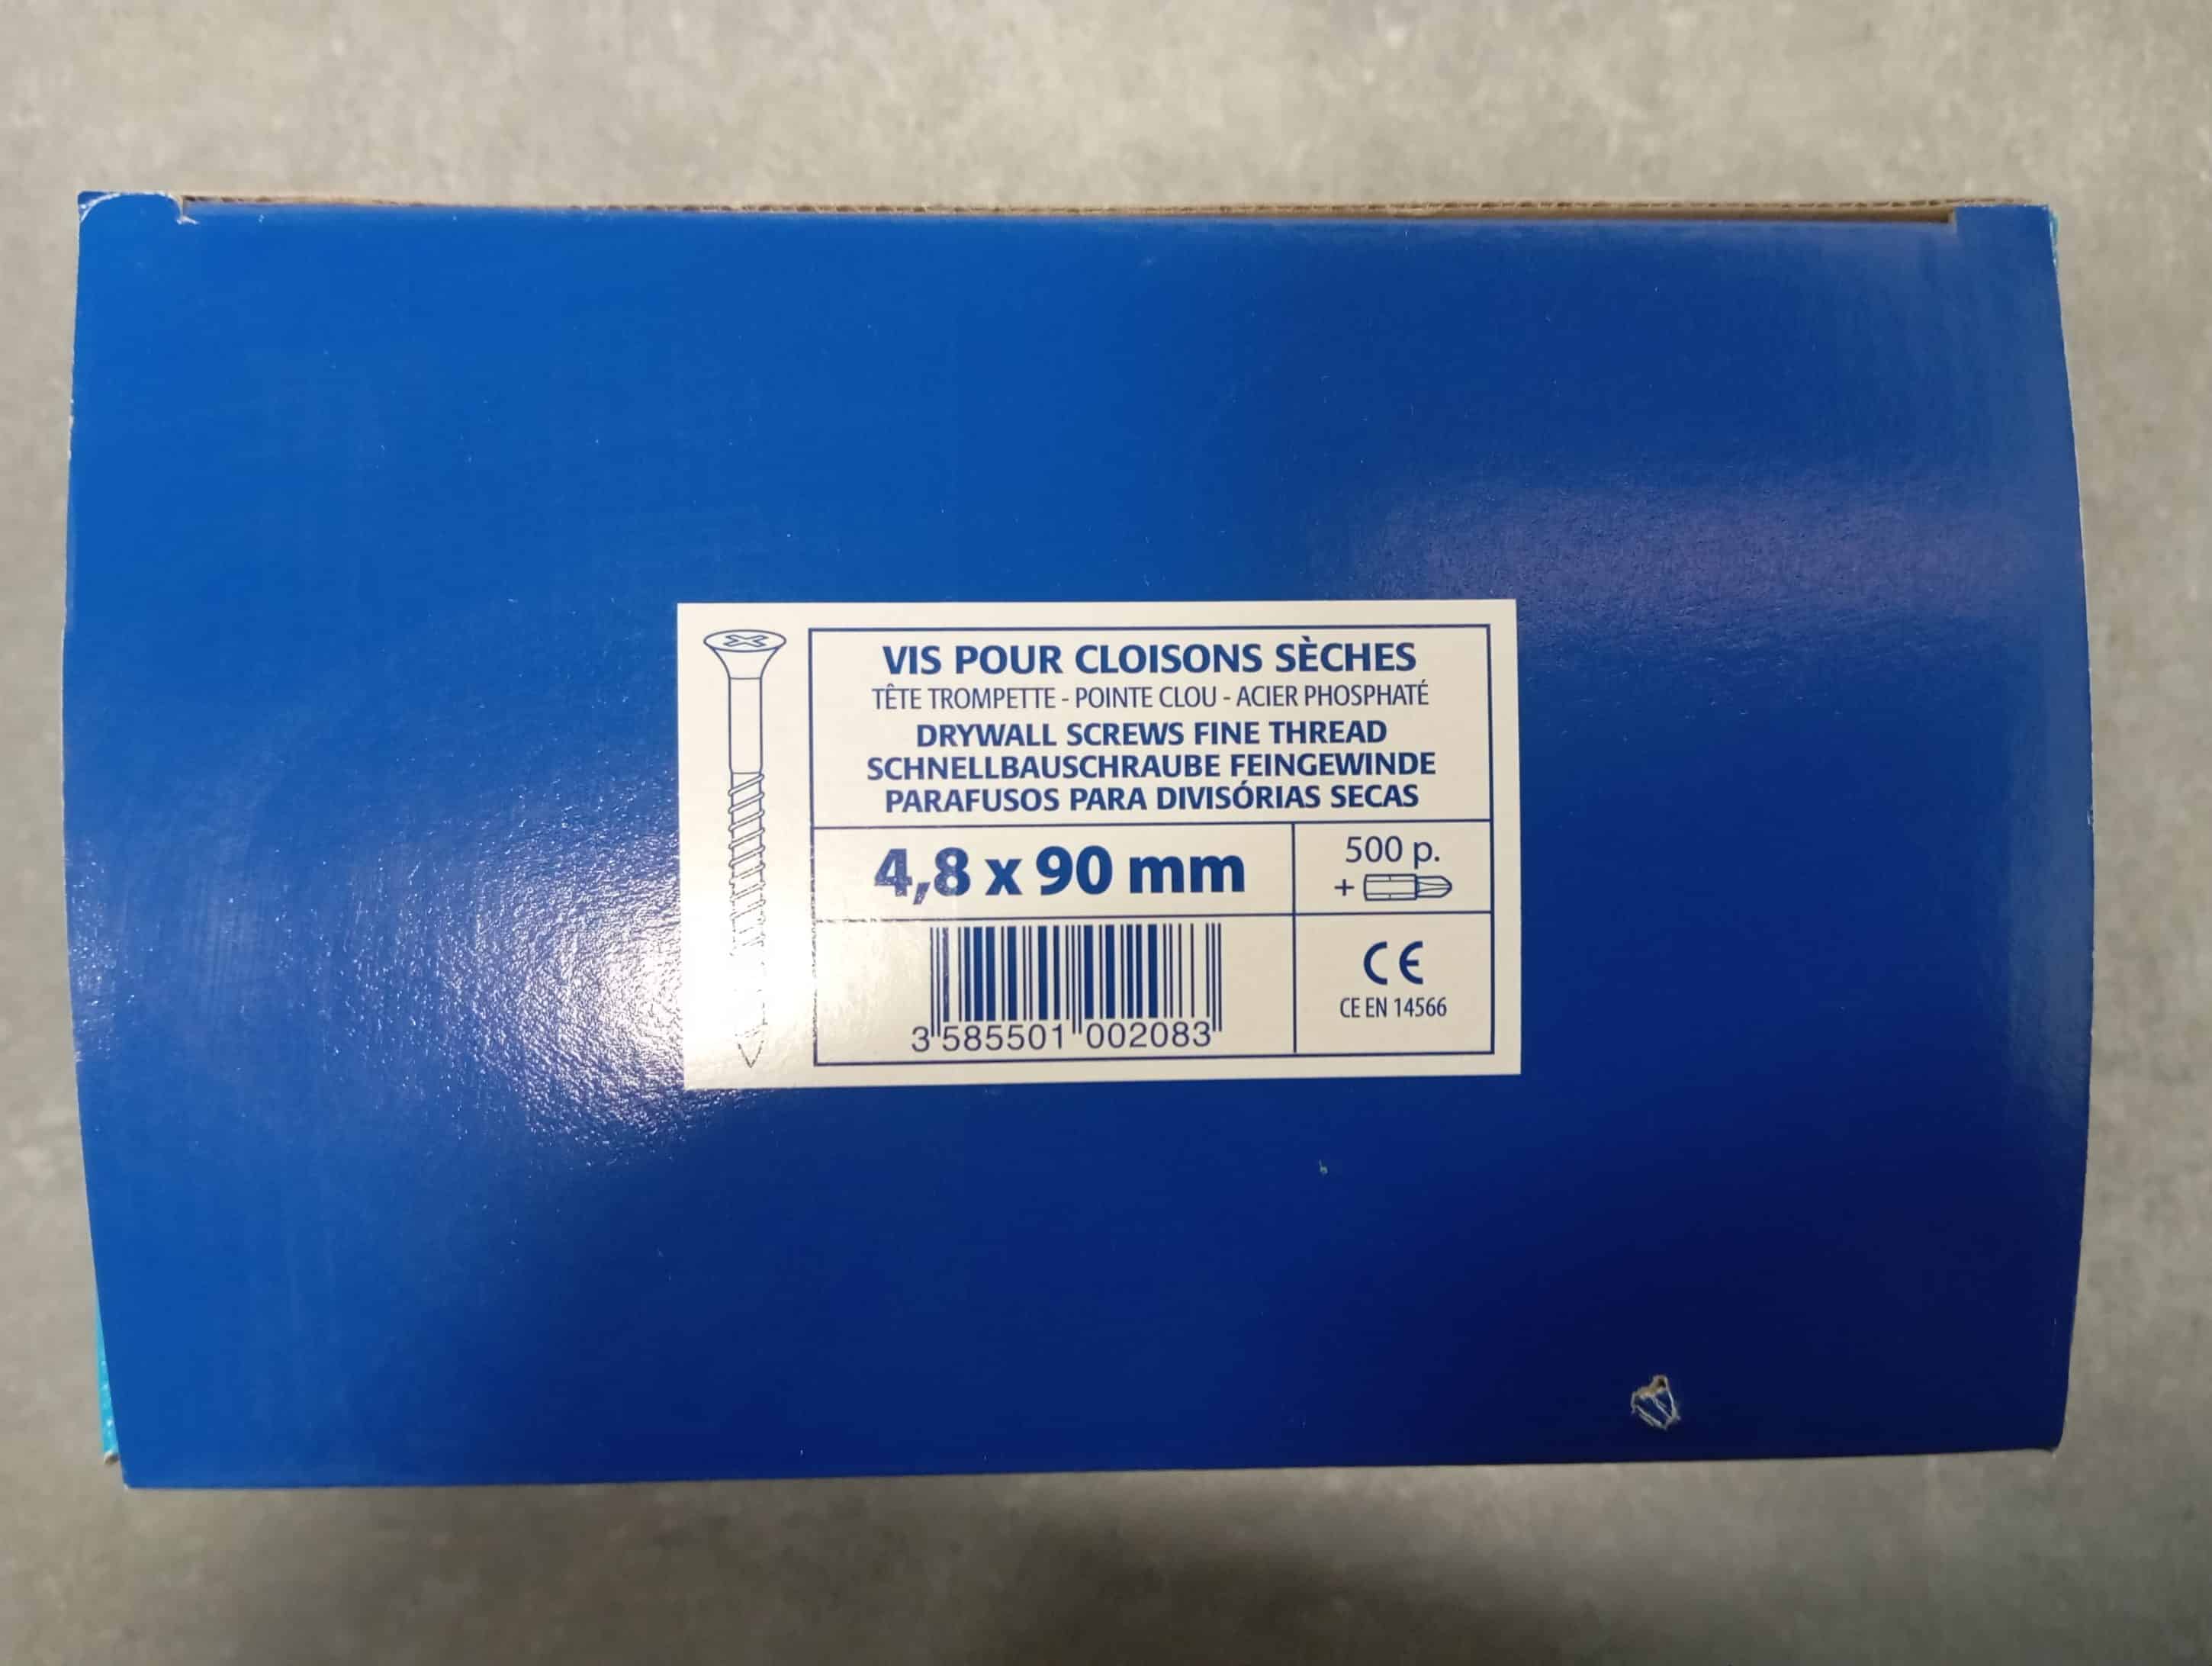 VIS POUR CLOISONS SÈCHES
TÊTE TROMPETTE - POINTE CLOU - ACIER PHOSPHATÉ
DRYWALL SCREWS FINE THREAD
SCHNELLBAUSCHRAUBE FEINGEWINDE
PARAFUSOS PARA DIVISÓRIAS SECAS
4,8 x 90 mm
500 p.
+
3 585501 002083
CE
CE EN 14566